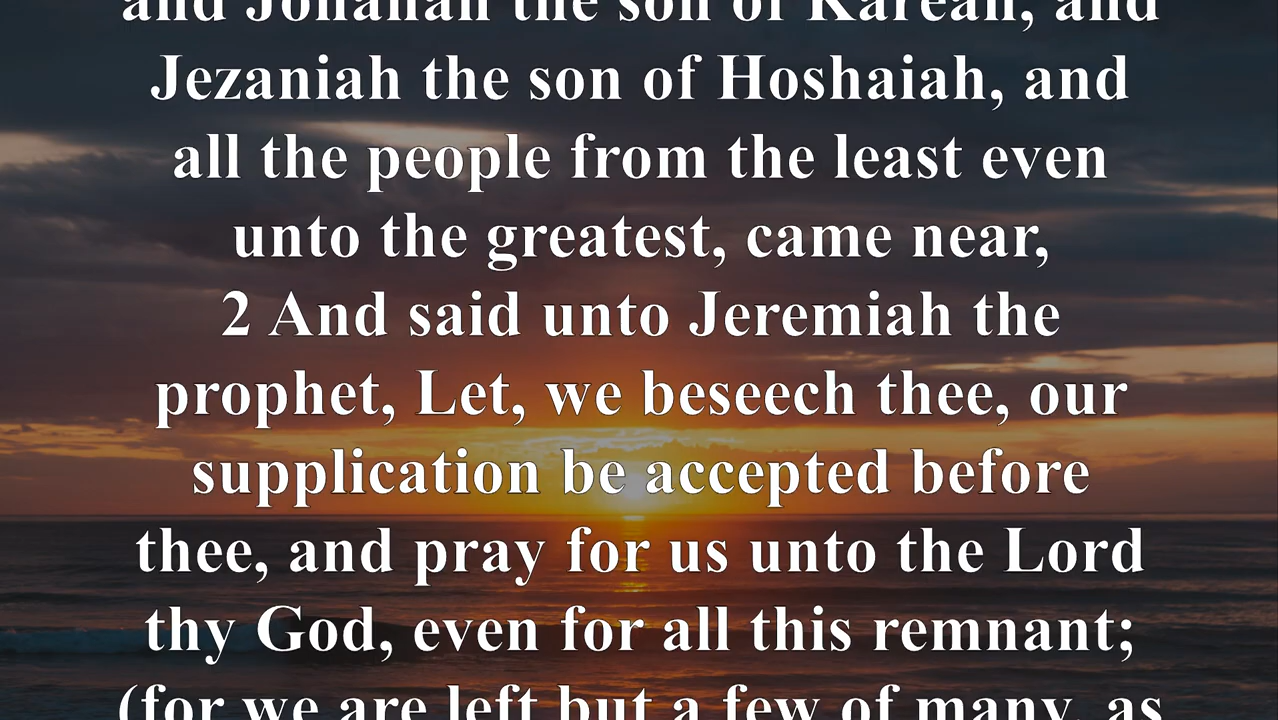 and Johanan the son of Kareah, and
Jezaniah the son of Hoshaiah, and
all the people from the least even
unto the greatest, came near,
2 And said unto Jeremiah the
prophet, Let, we beseech thee, our
supplication be accepted before
thee, and pray for us unto the Lord
thy God, even for all this remnant;
(for we are left but a few of many, as